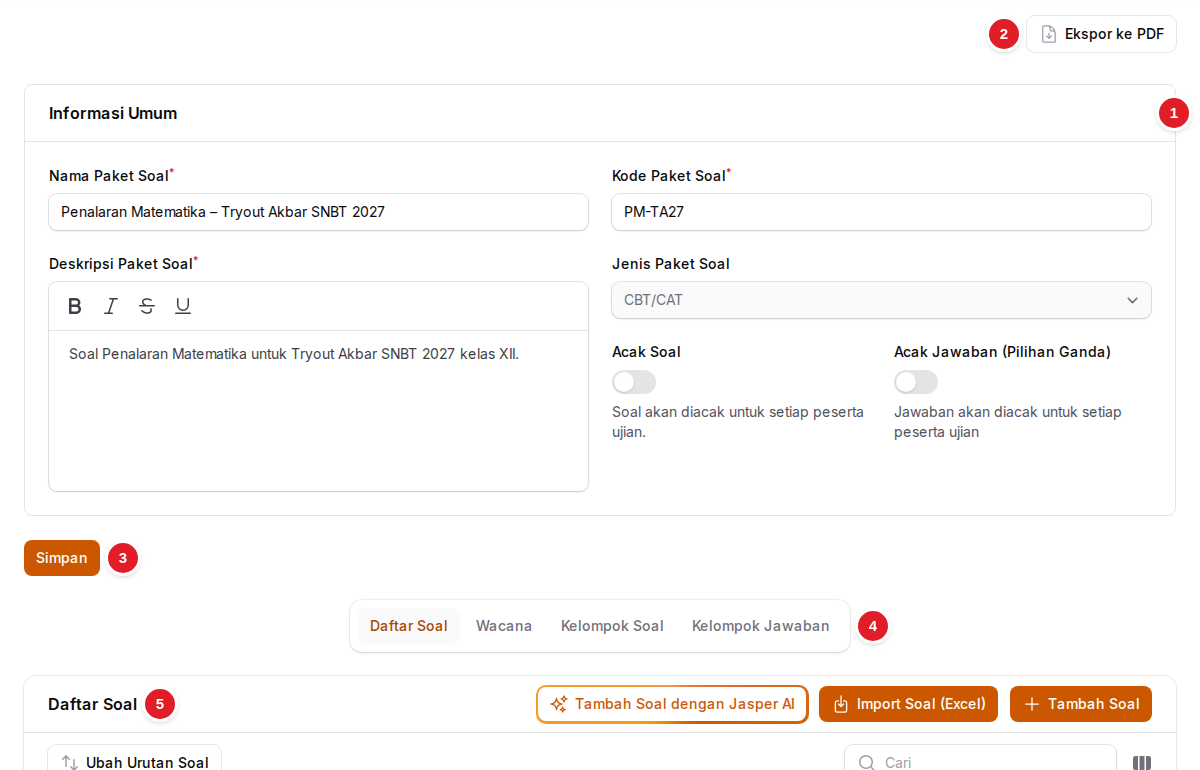 2
Ekspor ke PDF
Informasi Umum
1
Nama Paket Soal*
Kode Paket Soal*
Penalaran Matematika – Tryout Akbar SNBT 2027
PM-TA27
Deskripsi Paket Soal*
Jenis Paket Soal
B I S U
CBT/CAT
Soal Penalaran Matematika untuk Tryout Akbar SNBT 2027 kelas XII.
Acak Soal
Acak Jawaban (Pilihan Ganda)
Soal akan diacak untuk setiap peserta
ujian.
Jawaban akan diacak untuk setiap
peserta ujian
Simpan
3
Daftar Soal
Wacana
Kelompok Soal
Kelompok Jawaban
4
Daftar Soal
5
Tambah Soal dengan Jasper AI
Import Soal (Excel)
Tambah Soal
Ubah Urutan Soal
Cari